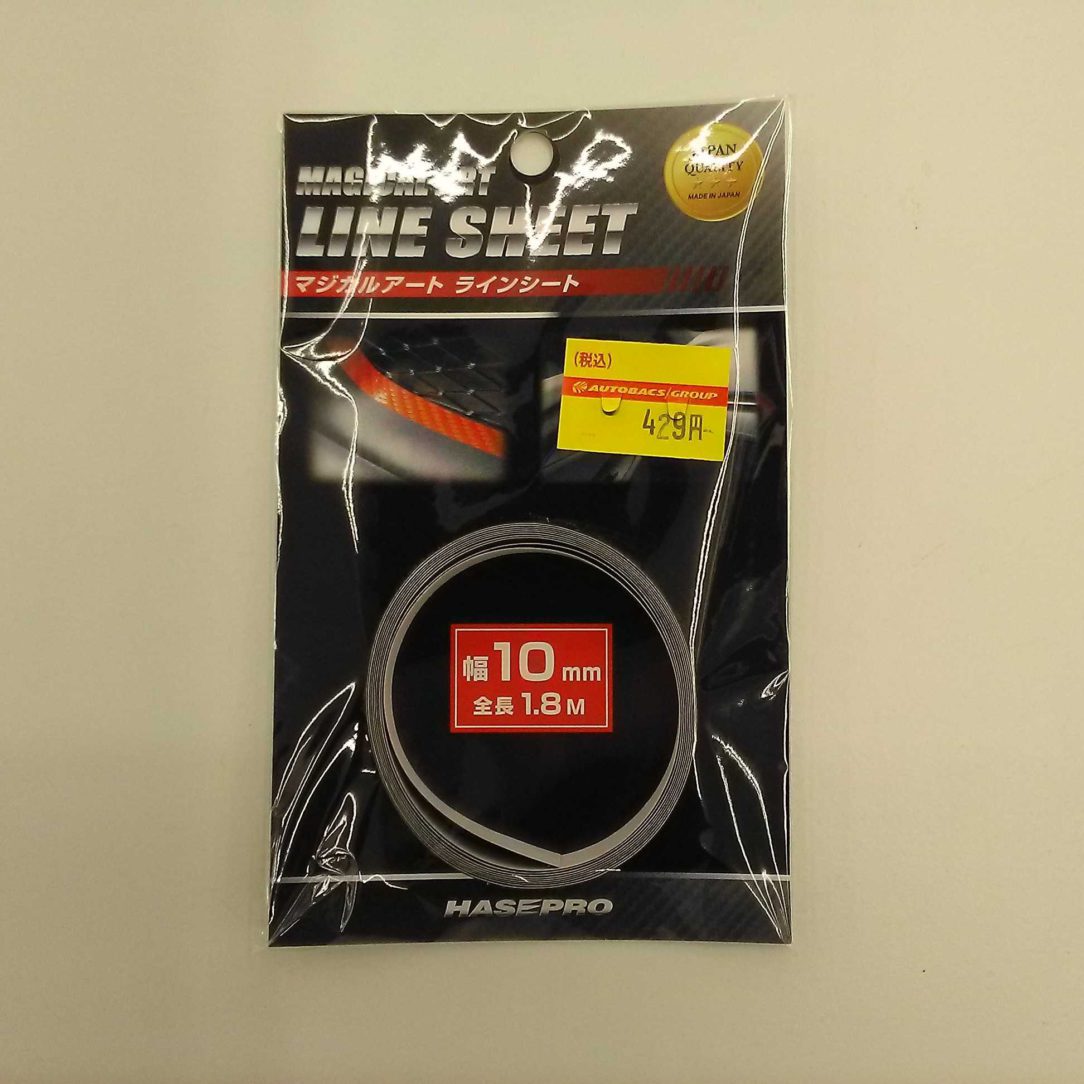 MAGICAL ART
LINE SHEET
マジカルアート ラインシート
JAPAN
QUALITY
MADE IN JAPAN
(税込)
AUTOBACS GROUP
429円
幅10mm
全長1.8M
HASEPRO